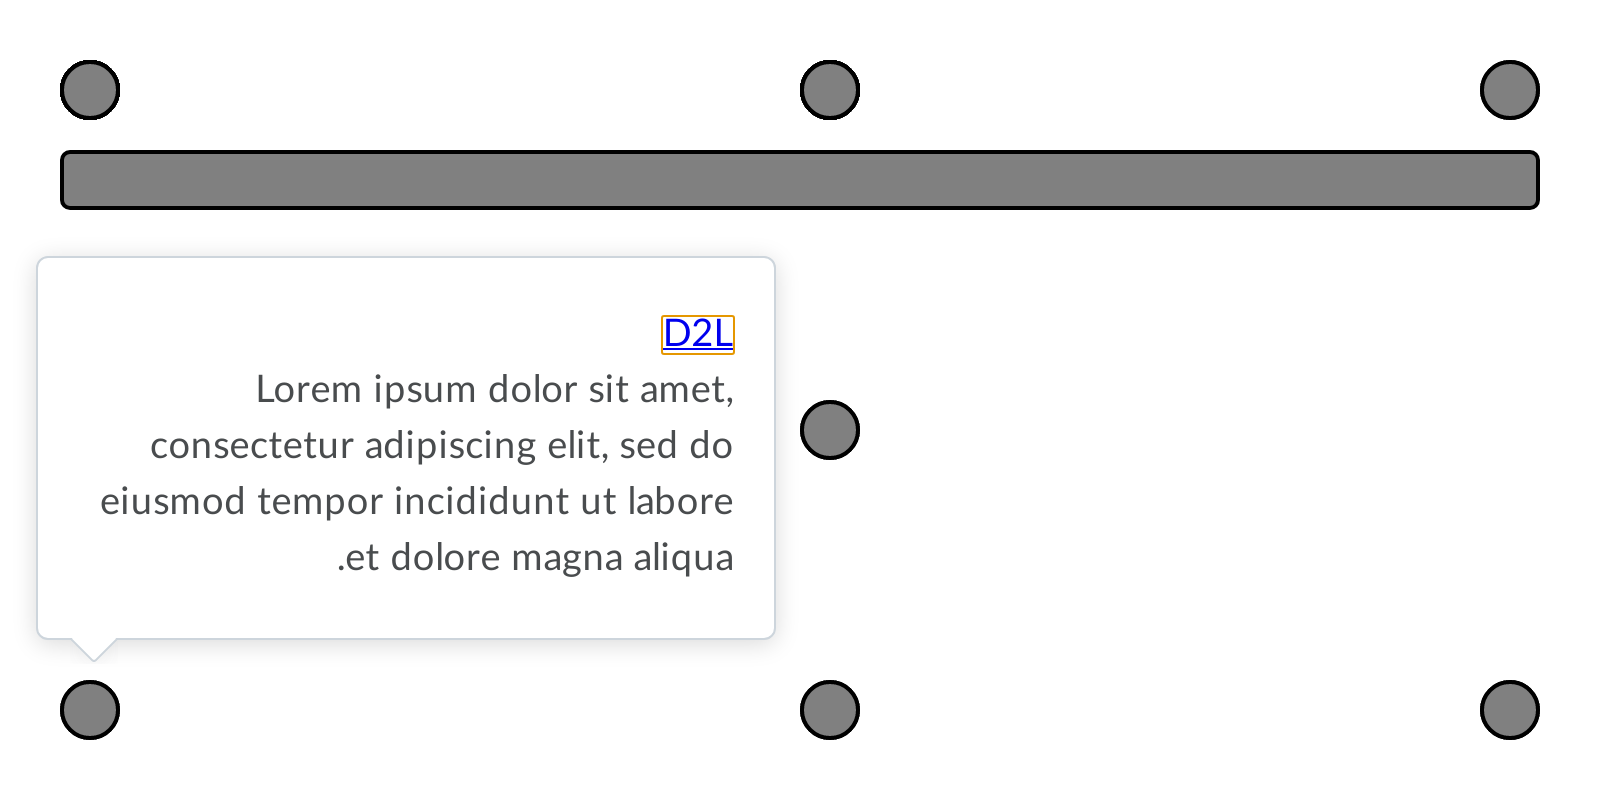 D2L
Lorem ipsum dolor sit amet,
consectetur adipiscing elit, sed do
eiusmod tempor incididunt ut labore
.et dolore magna aliqua